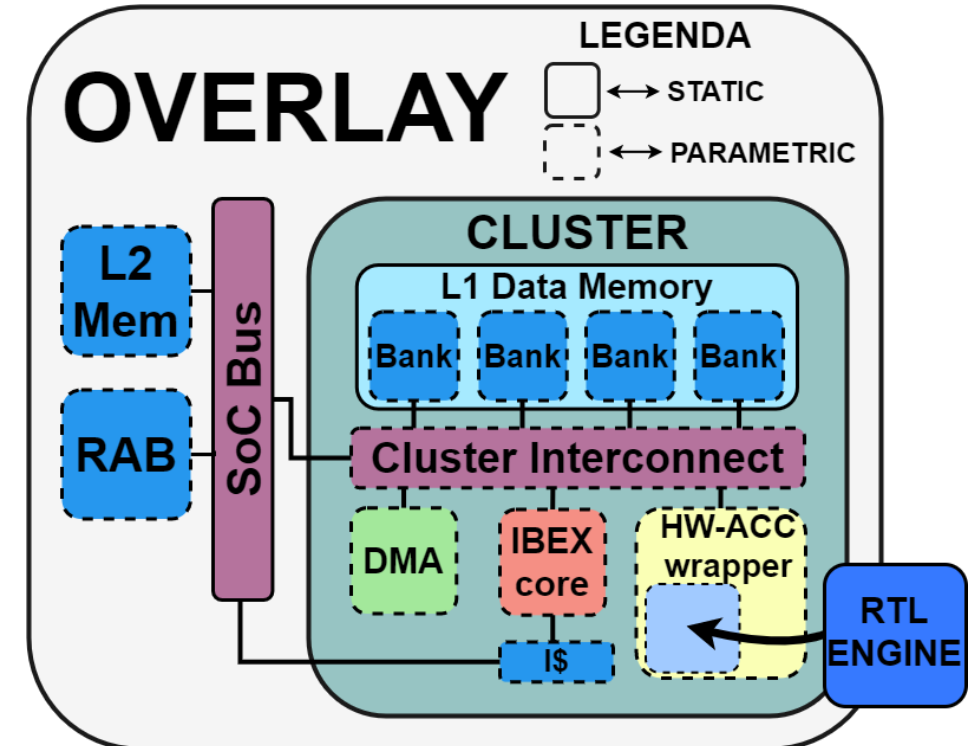 LEGENDA
OVERLAY
STATIC
PARAMETRIC
CLUSTER
L2
Mem
SoC Bus
L1 Data Memory
Bank Bank Bank Bank
RAB
Cluster Interconnect
DMA
IBEX
core
HW-ACC
wrapper
I$
RTL
ENGINE